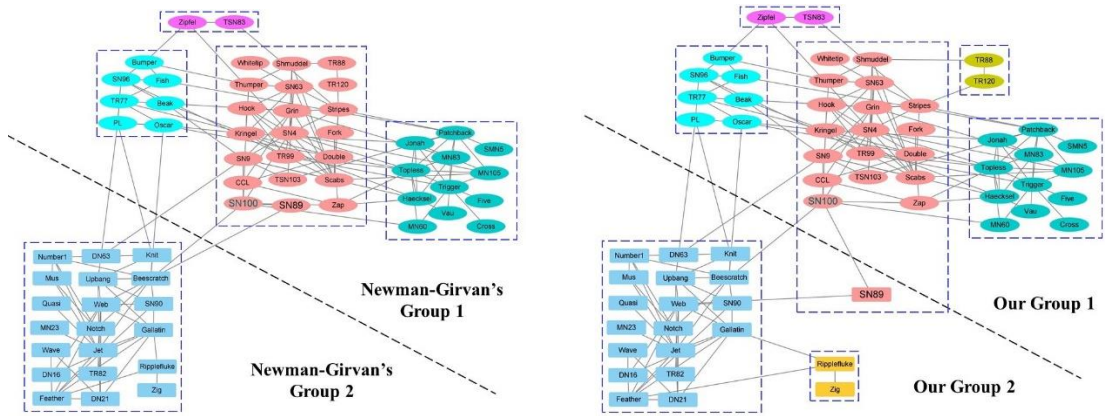 Zipfel TSN83
Bumper
SN96 Fish
TR77 Beak
PL Oscar
Whitetip Shmuddel TR88
Thumper SN63 TR120
Hook Grin Stripes
Kringel SN4 Fork
SN9 TR99 Double
CCL TSN103 Scabs
SN100 SN89 Zap
Patchback
Jonah MN83 SMN5
Topless MN105
Trigger
Haecksel Five
Vau
MN60 Cross
Number1 DN63 Knit
Mus Upbang Beescratch
Quasi Web SN90
MN23 Notch Gallatin
Wave Jet Ripplefluke
DN16 TR82 Zig
Feather DN21
Newman-Girvan's
Group 1
Newman-Girvan's
Group 2
Zipfel TSN83
Bumper
SN96 Fish
TR77 Beak
PL Oscar
Whitetip Shmuddel
Thumper SN63
Hook Grin Stripes
Kringel SN4 Fork
SN9 TR99 Double
CCL TSN103 Scabs
SN100 Zap
SN89
TR88
TR120
Patchback
Jonah MN83 SMN5
Topless MN105
Trigger
Haecksel Five
Vau
MN60 Cross
Number1 DN63 Knit
Mus Upbang Beescratch
Quasi Web SN90
MN23 Notch Gallatin
Wave Jet
DN16 TR82
Feather DN21
Ripplefluke
Zig
Our Group 1
Our Group 2